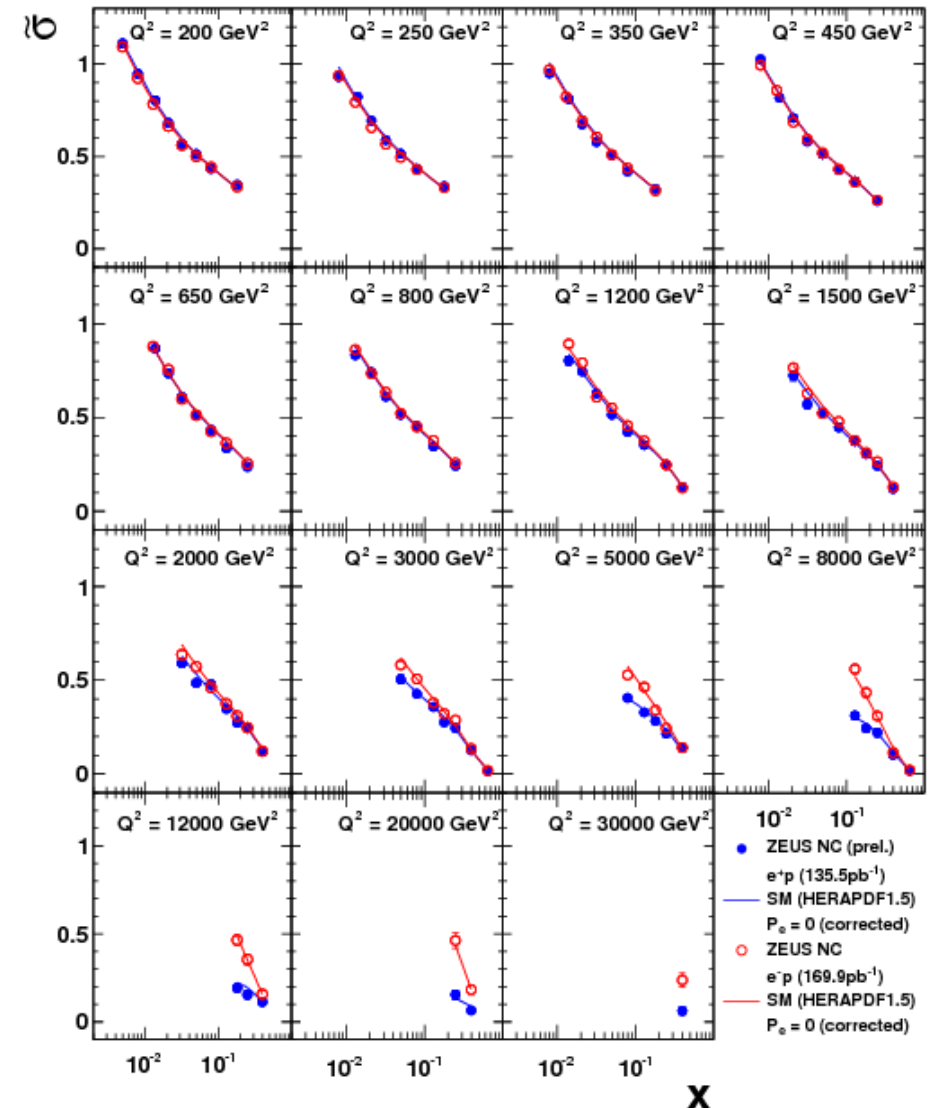 σ̃
Q² = 200 GeV² Q² = 250 GeV² Q² = 350 GeV² Q² = 450 GeV²
1
0.5
0
Q² = 650 GeV² Q² = 800 GeV² Q² = 1200 GeV² Q² = 1500 GeV²
1
0.5
0
Q² = 2000 GeV² Q² = 3000 GeV² Q² = 5000 GeV² Q² = 8000 GeV²
1
0.5
0
Q² = 12000 GeV² Q² = 20000 GeV² Q² = 30000 GeV²
1
0.5
0
10⁻² 10⁻¹
ZEUS NC (prel.)
e⁺p (135.5pb⁻¹)
SM (HERAPDF1.5)
Pₑ = 0 (corrected)
ZEUS NC
e⁻p (169.9pb⁻¹)
SM (HERAPDF1.5)
Pₑ = 0 (corrected)
10⁻² 10⁻¹ 10⁻² 10⁻¹ 10⁻² 10⁻¹
x